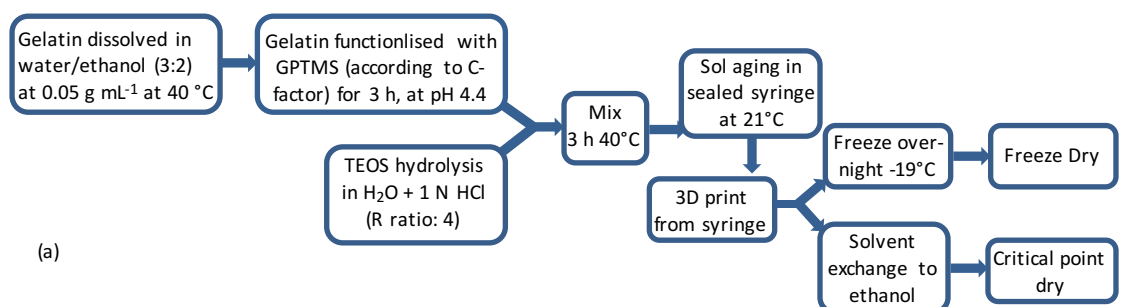 Gelatin dissolved in
water/ethanol (3:2)
at 0.05 g mL-1 at 40 °C
Gelatin functionlised with
GPTMS (according to C-
factor) for 3 h, at pH 4.4
TEOS hydrolysis
in H2O + 1 N HCl
(R ratio: 4)
Mix
3 h 40°C
Sol aging in
sealed syringe
at 21°C
3D print
from syringe
Freeze over-
night -19°C
Freeze Dry
Solvent
exchange to
ethanol
Critical point
dry
(a)